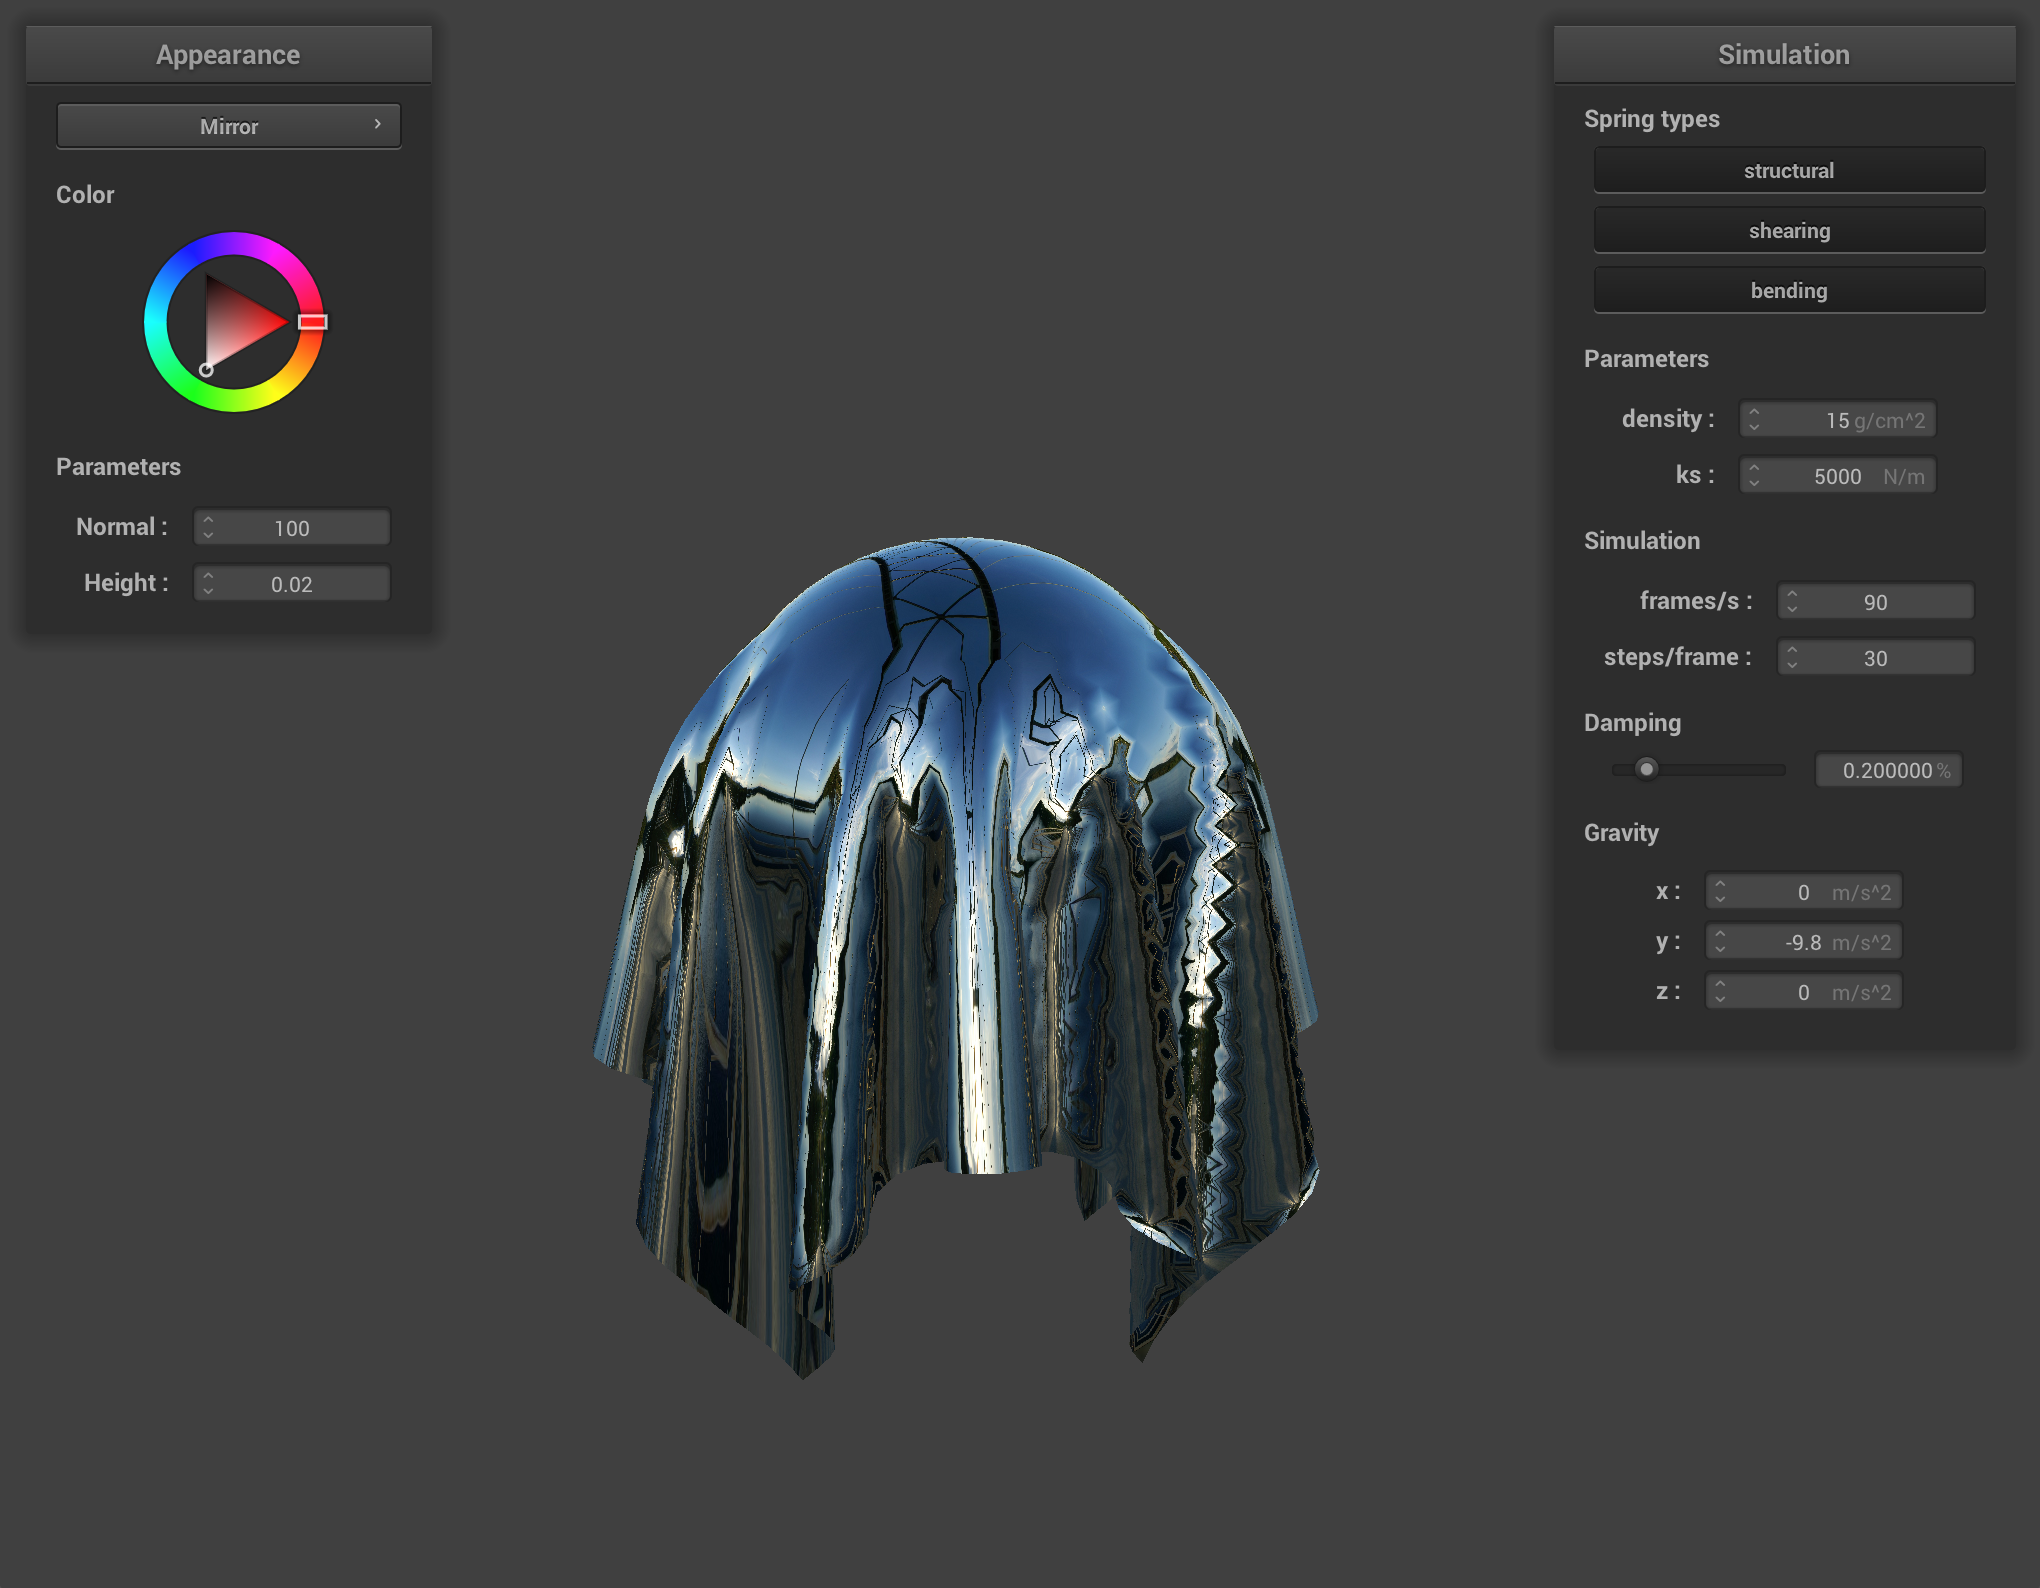 Appearance
Mirror
Color
Parameters
Normal : 100
Height : 0.02
Simulation
Spring types
structural
shearing
bending
Parameters
density : 15 g/cm^2
ks : 5000 N/m
Simulation
frames/s : 90
steps/frame : 30
Damping
0.200000 %
Gravity
x : 0 m/s^2
y : -9.8 m/s^2
z : 0 m/s^2